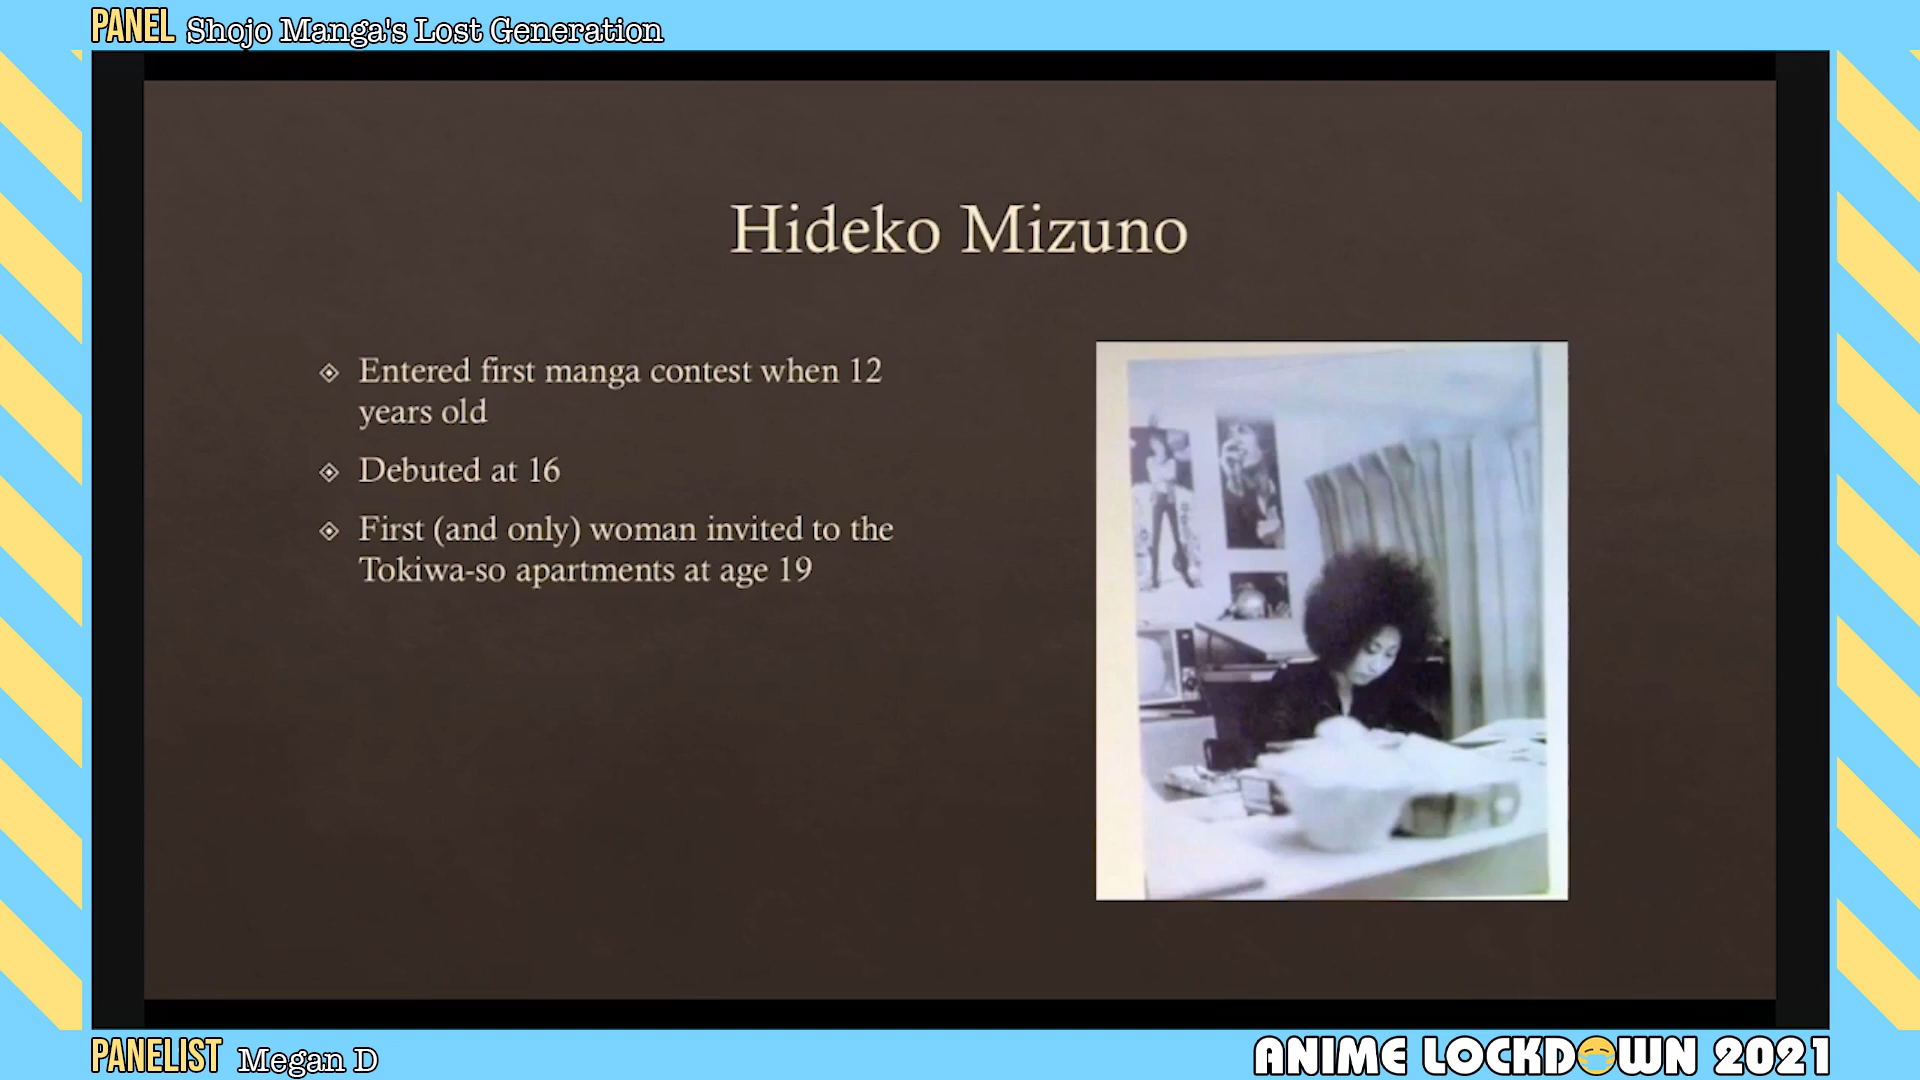 PANEL Shojo Manga's Lost Generation
Hideko Mizuno
Entered first manga contest when 12
years old
Debuted at 16
First (and only) woman invited to the
Tokiwa-so apartments at age 19
PANELIST Megan D
ANIME LOCKDOWN 2021